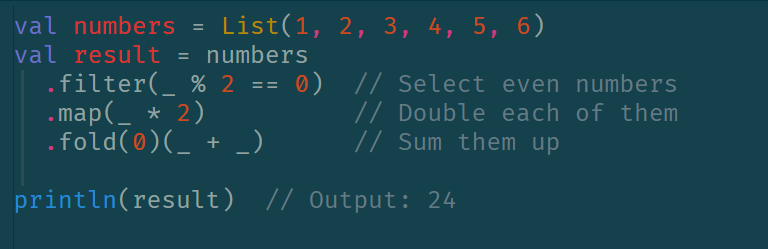 val numbers = List(1, 2, 3, 4, 5, 6)
val result = numbers
  .filter(_ % 2 == 0)  // Select even numbers
  .map(_ * 2)          // Double each of them
  .fold(0)(_ + _)      // Sum them up

println(result)  // Output: 24